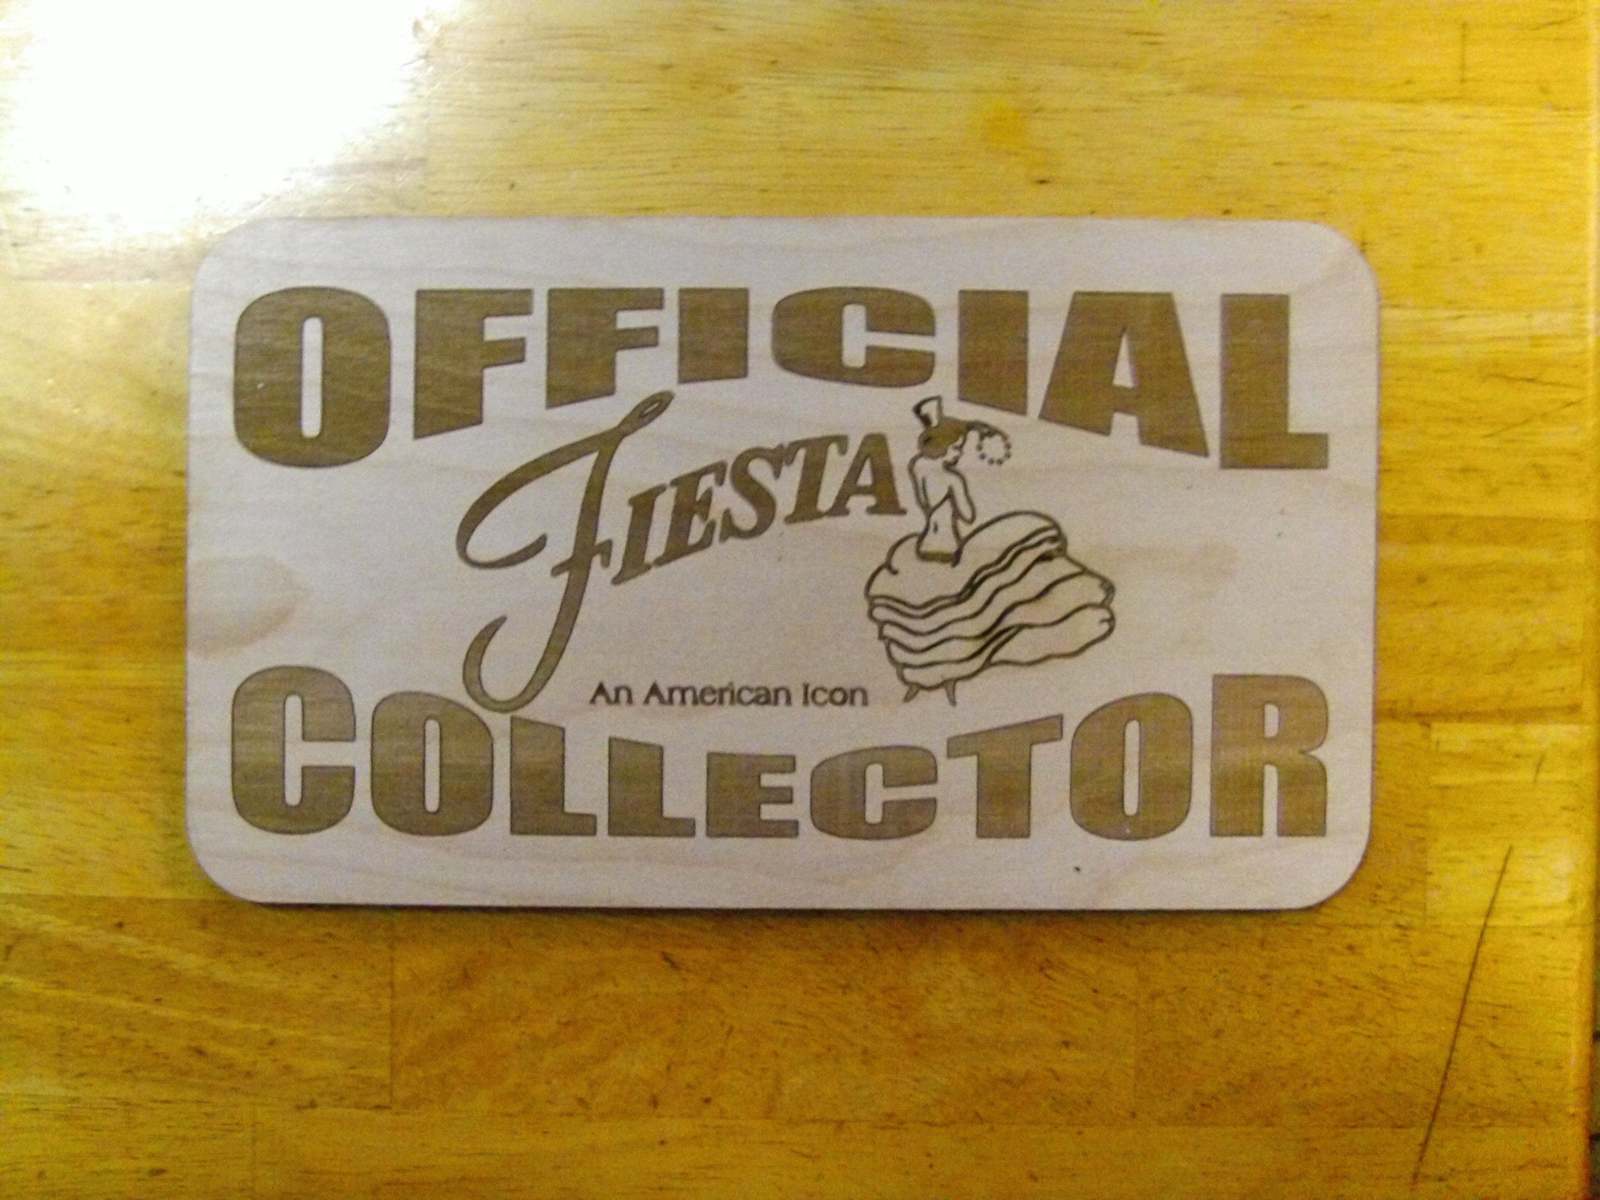 OFFICIAL
FIESTA
An American Icon
COLLECTOR